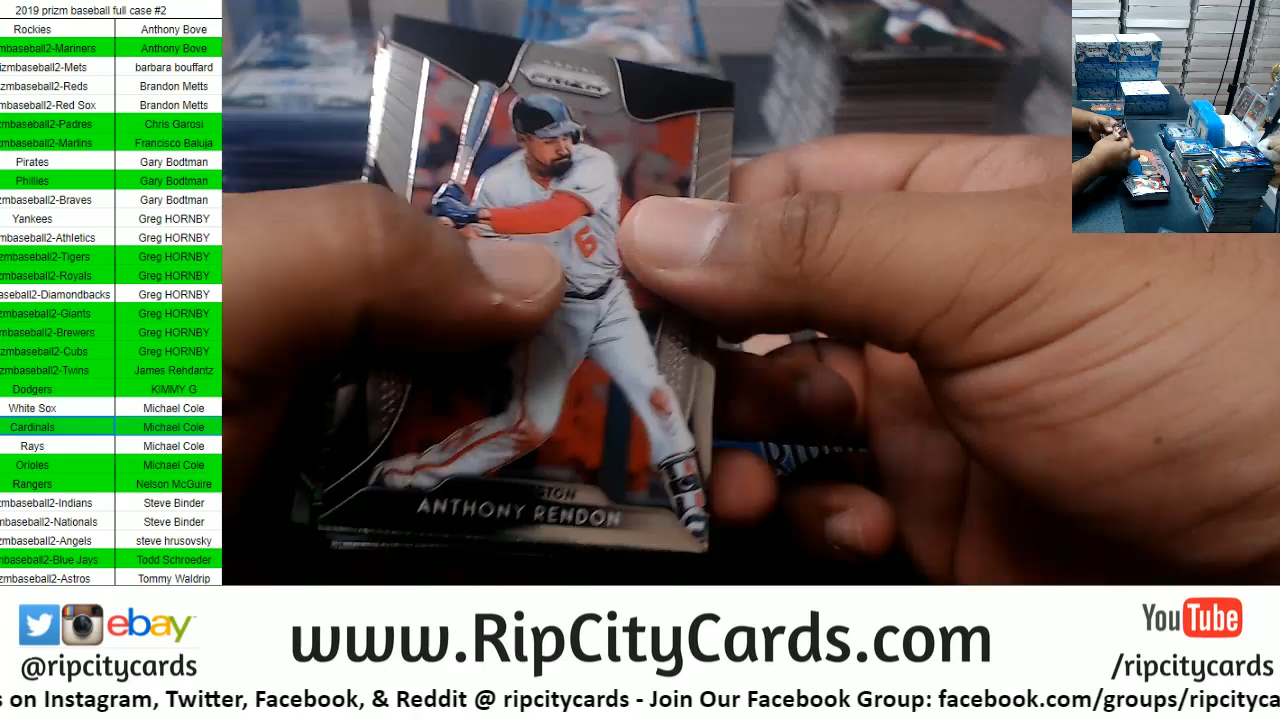 2019 prizm baseball full case #2
Rockies Anthony Bove
mbaseball2-Mariners Anthony Bove
izmbaseball2-Mets barbara bouffard
zmbaseball2-Reds Brandon Metts
mbaseball2-Red Sox Brandon Metts
mbaseball2-Padres Chris Garosi
mbaseball2-Marlins Francisco Baluja
Pirates Gary Bodtman
Phillies Gary Bodtman
zmbaseball2-Braves Gary Bodtman
Yankees Greg HORNBY
mbaseball2-Athletics Greg HORNBY
zmbaseball2-Tigers Greg HORNBY
zmbaseball2-Royals Greg HORNBY
aseball2-Diamondbacks Greg HORNBY
zmbaseball2-Giants Greg HORNBY
mbaseball2-Brewers Greg HORNBY
zmbaseball2-Cubs Greg HORNBY
zmbaseball2-Twins James Rehdantz
Dodgers KIMMY G
White Sox Michael Cole
Cardinals Michael Cole
Rays Michael Cole
Orioles Michael Cole
Rangers Nelson McGuire
zmbaseball2-Indians Steve Binder
mbaseball2-Nationals Steve Binder
zmbaseball2-Angels steve hrusovsky
mbaseball2-Blue Jays Todd Schroeder
zmbaseball2-Astros Tommy Waldrip
PRIZM
6
ANTHONY RENDON
ebay
@ripcitycards
www.RipCityCards.com
YouTube
/ripcitycards
s on Instagram, Twitter, Facebook, & Reddit @ ripcitycards - Join Our Facebook Group: facebook.com/groups/ripcityca